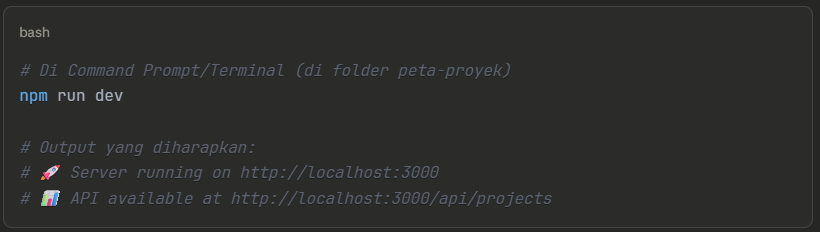 bash
# Di Command Prompt/Terminal (di folder peta-proyek)
npm run dev
# Output yang diharapkan:
# 🚀 Server running on http://localhost:3000
# 📊 API available at http://localhost:3000/api/projects